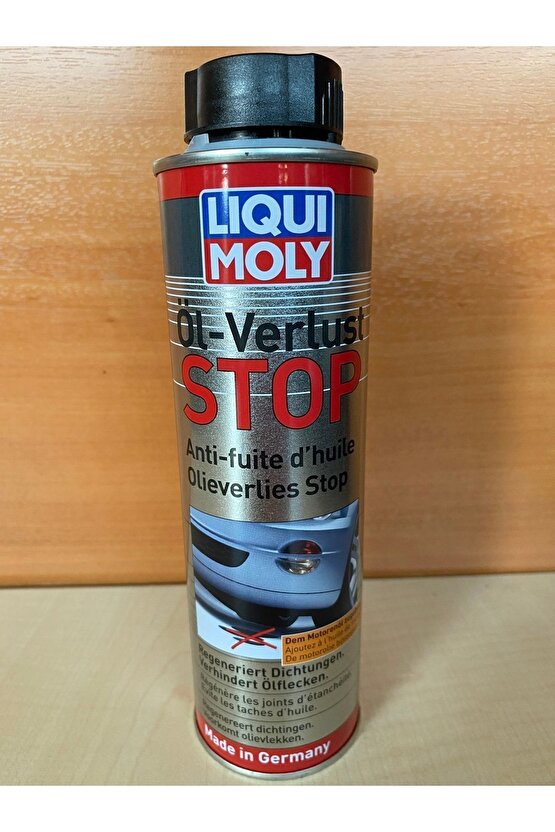 LIQUI
MOLY
Öl-Verlust
STOP
Anti-fuite d'huile
Olieverlies Stop
Dem Motorenöl
Ajoutez à l'huile
De motorolie
Regeneriert Dichtungen.
Verhindert Ölflecken.
Régénère les joints d'étanchéité.
Évite les taches d'huile.
Regenereert dichtingen.
Voorkomt olievlekken.
Made in Germany